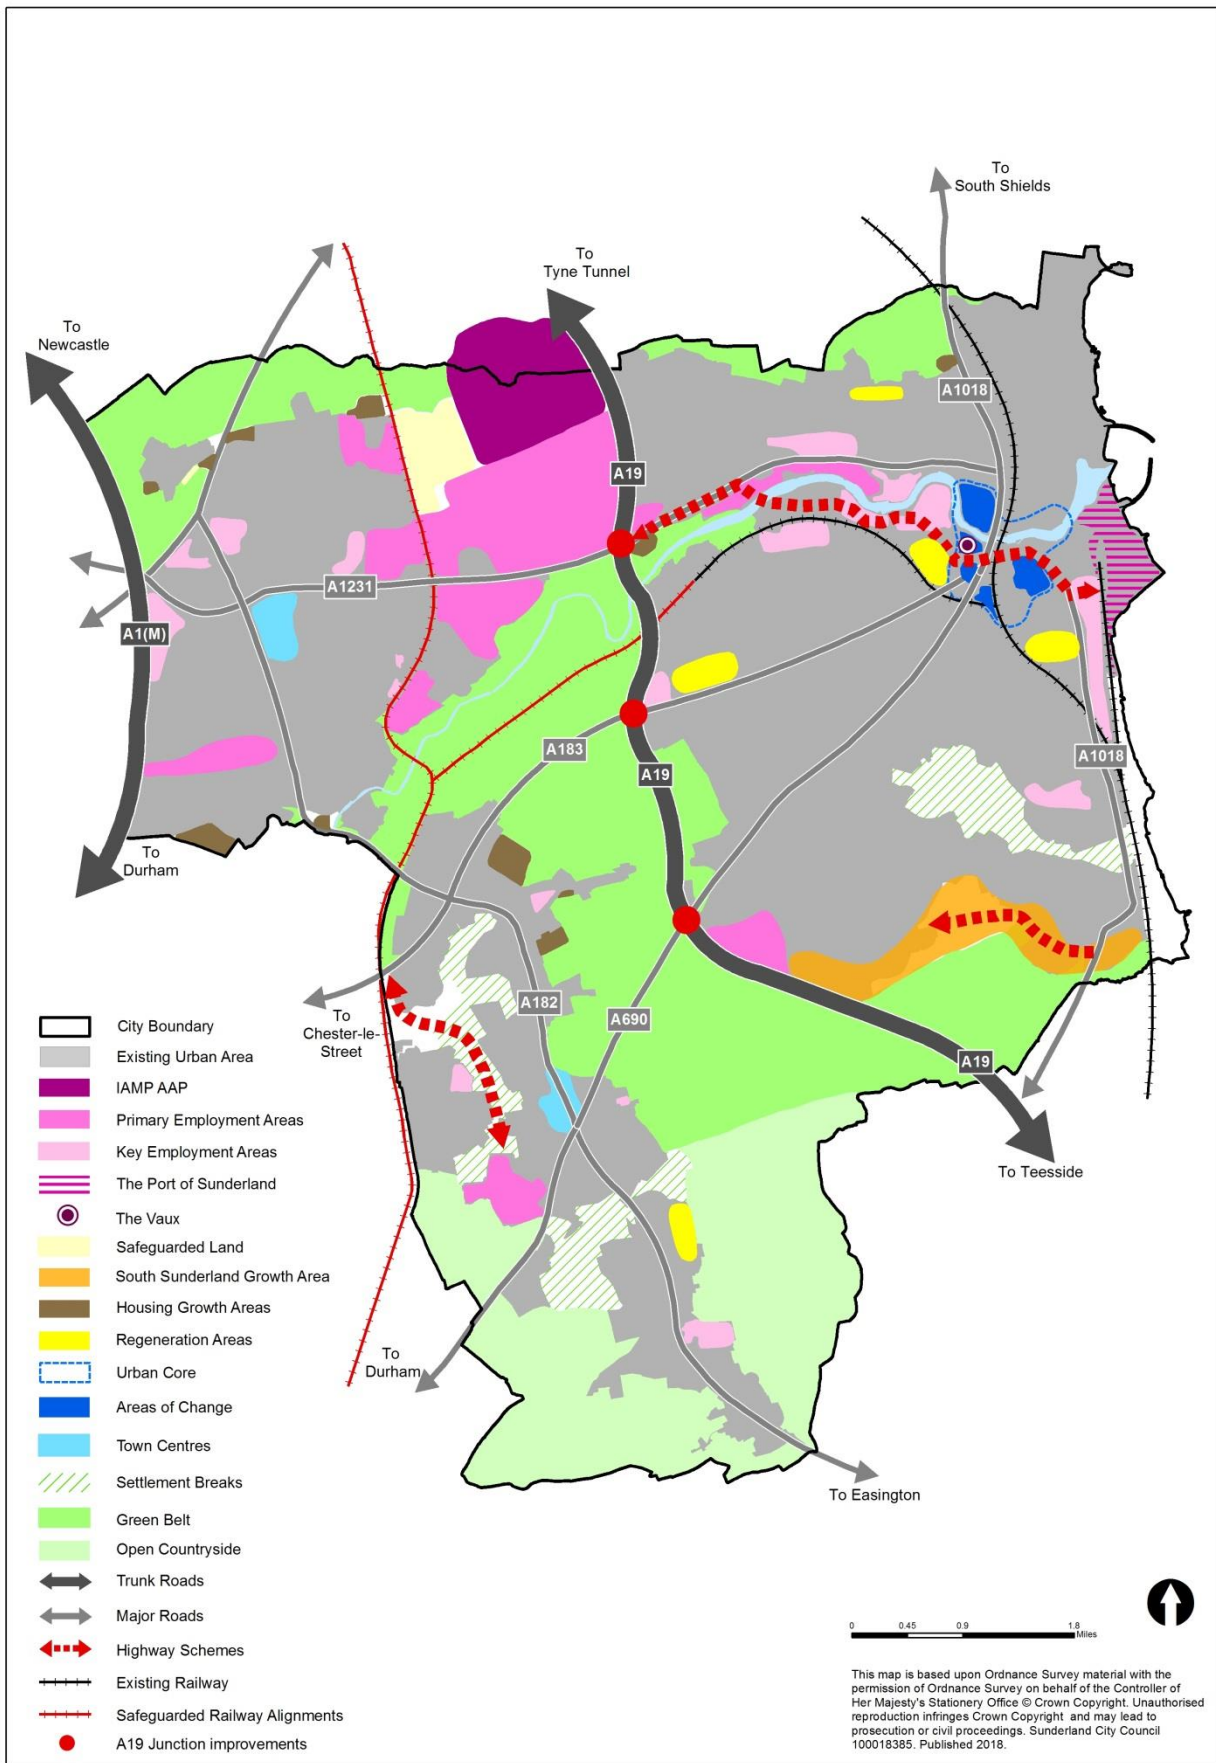 To
South Shields
To
Tyne Tunnel
To
Newcastle
A1018
A19
A1231
A1(M)
A183
A19
A1018
To
Durham
A182
A690
To
Chester-le-
Street
A19
To Teesside
To
Durham
To Easington
City Boundary
Existing Urban Area
IAMP AAP
Primary Employment Areas
Key Employment Areas
The Port of Sunderland
The Vaux
Safeguarded Land
South Sunderland Growth Area
Housing Growth Areas
Regeneration Areas
Urban Core
Areas of Change
Town Centres
Settlement Breaks
Green Belt
Open Countryside
Trunk Roads
Major Roads
Highway Schemes
Existing Railway
Safeguarded Railway Alignments
A19 Junction improvements
0 0.45 0.9 1.8
Miles
This map is based upon Ordnance Survey material with the
permission of Ordnance Survey on behalf of the Controller of
Her Majesty's Stationery Office © Crown Copyright. Unauthorised
reproduction infringes Crown Copyright and may lead to
prosecution or civil proceedings. Sunderland City Council
100018385. Published 2018.